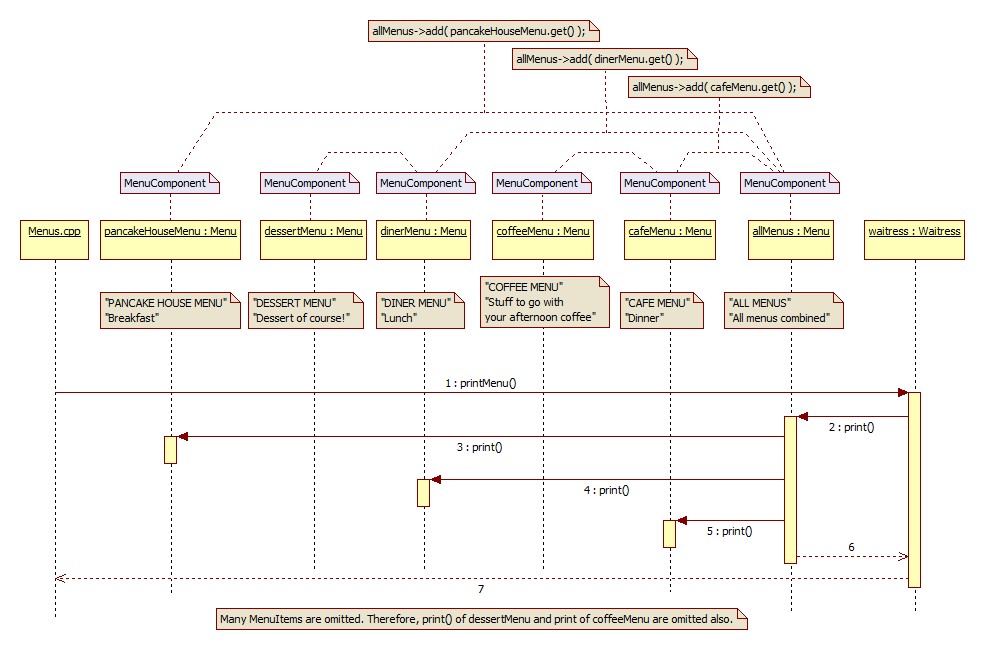 allMenus->add( pancakeHouseMenu.get() );
allMenus->add( dinerMenu.get() );
allMenus->add( cafeMenu.get() );
MenuComponent
MenuComponent
MenuComponent
MenuComponent
MenuComponent
MenuComponent
Menus.cpp
pancakeHouseMenu : Menu
dessertMenu : Menu
dinerMenu : Menu
coffeeMenu : Menu
cafeMenu : Menu
allMenus : Menu
waitress : Waitress
"PANCAKE HOUSE MENU"
"Breakfast"
"DESSERT MENU"
"Dessert of course!"
"DINER MENU"
"Lunch"
"COFFEE MENU"
"Stuff to go with
your afternoon coffee"
"CAFE MENU"
"Dinner"
"ALL MENUS"
"All menus combined"
1 : printMenu()
2 : print()
3 : print()
4 : print()
5 : print()
6
7
Many MenuItems are omitted. Therefore, print() of dessertMenu and print of coffeeMenu are omitted also.